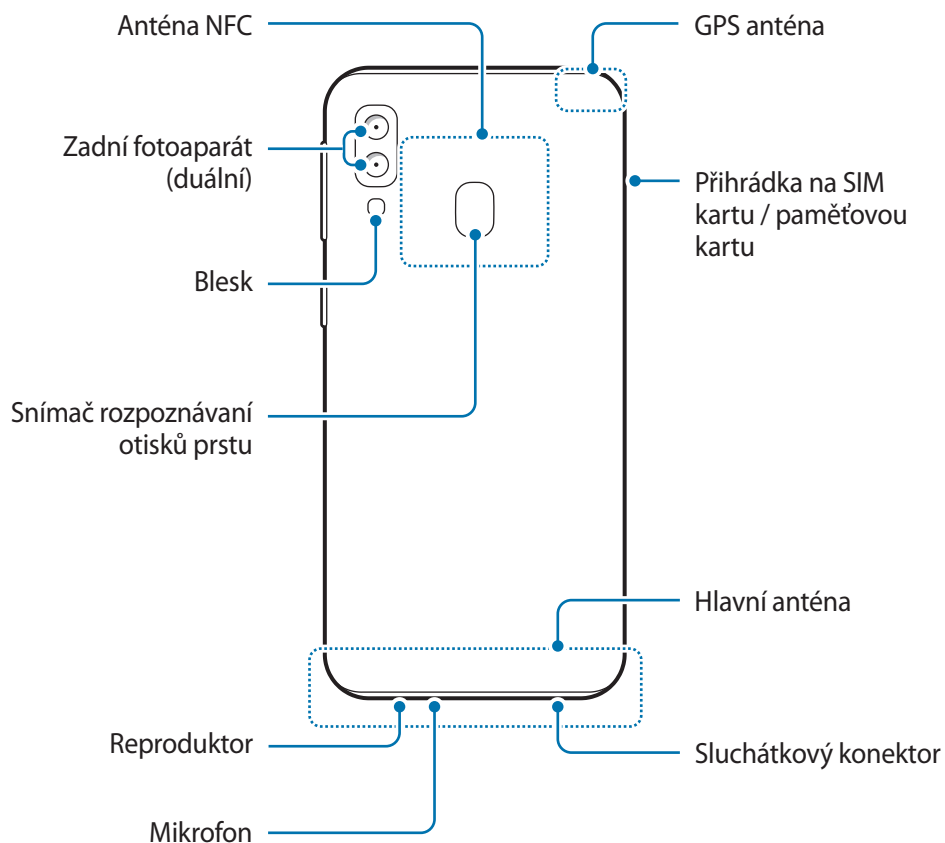 Anténa NFC
GPS anténa
Zadní fotoaparát
(duální)
Přihrádka na SIM
kartu / paměťovou
kartu
Blesk
Snímač rozpoznávaní
otisků prstu
Hlavní anténa
Reproduktor
Sluchátkový konektor
Mikrofon